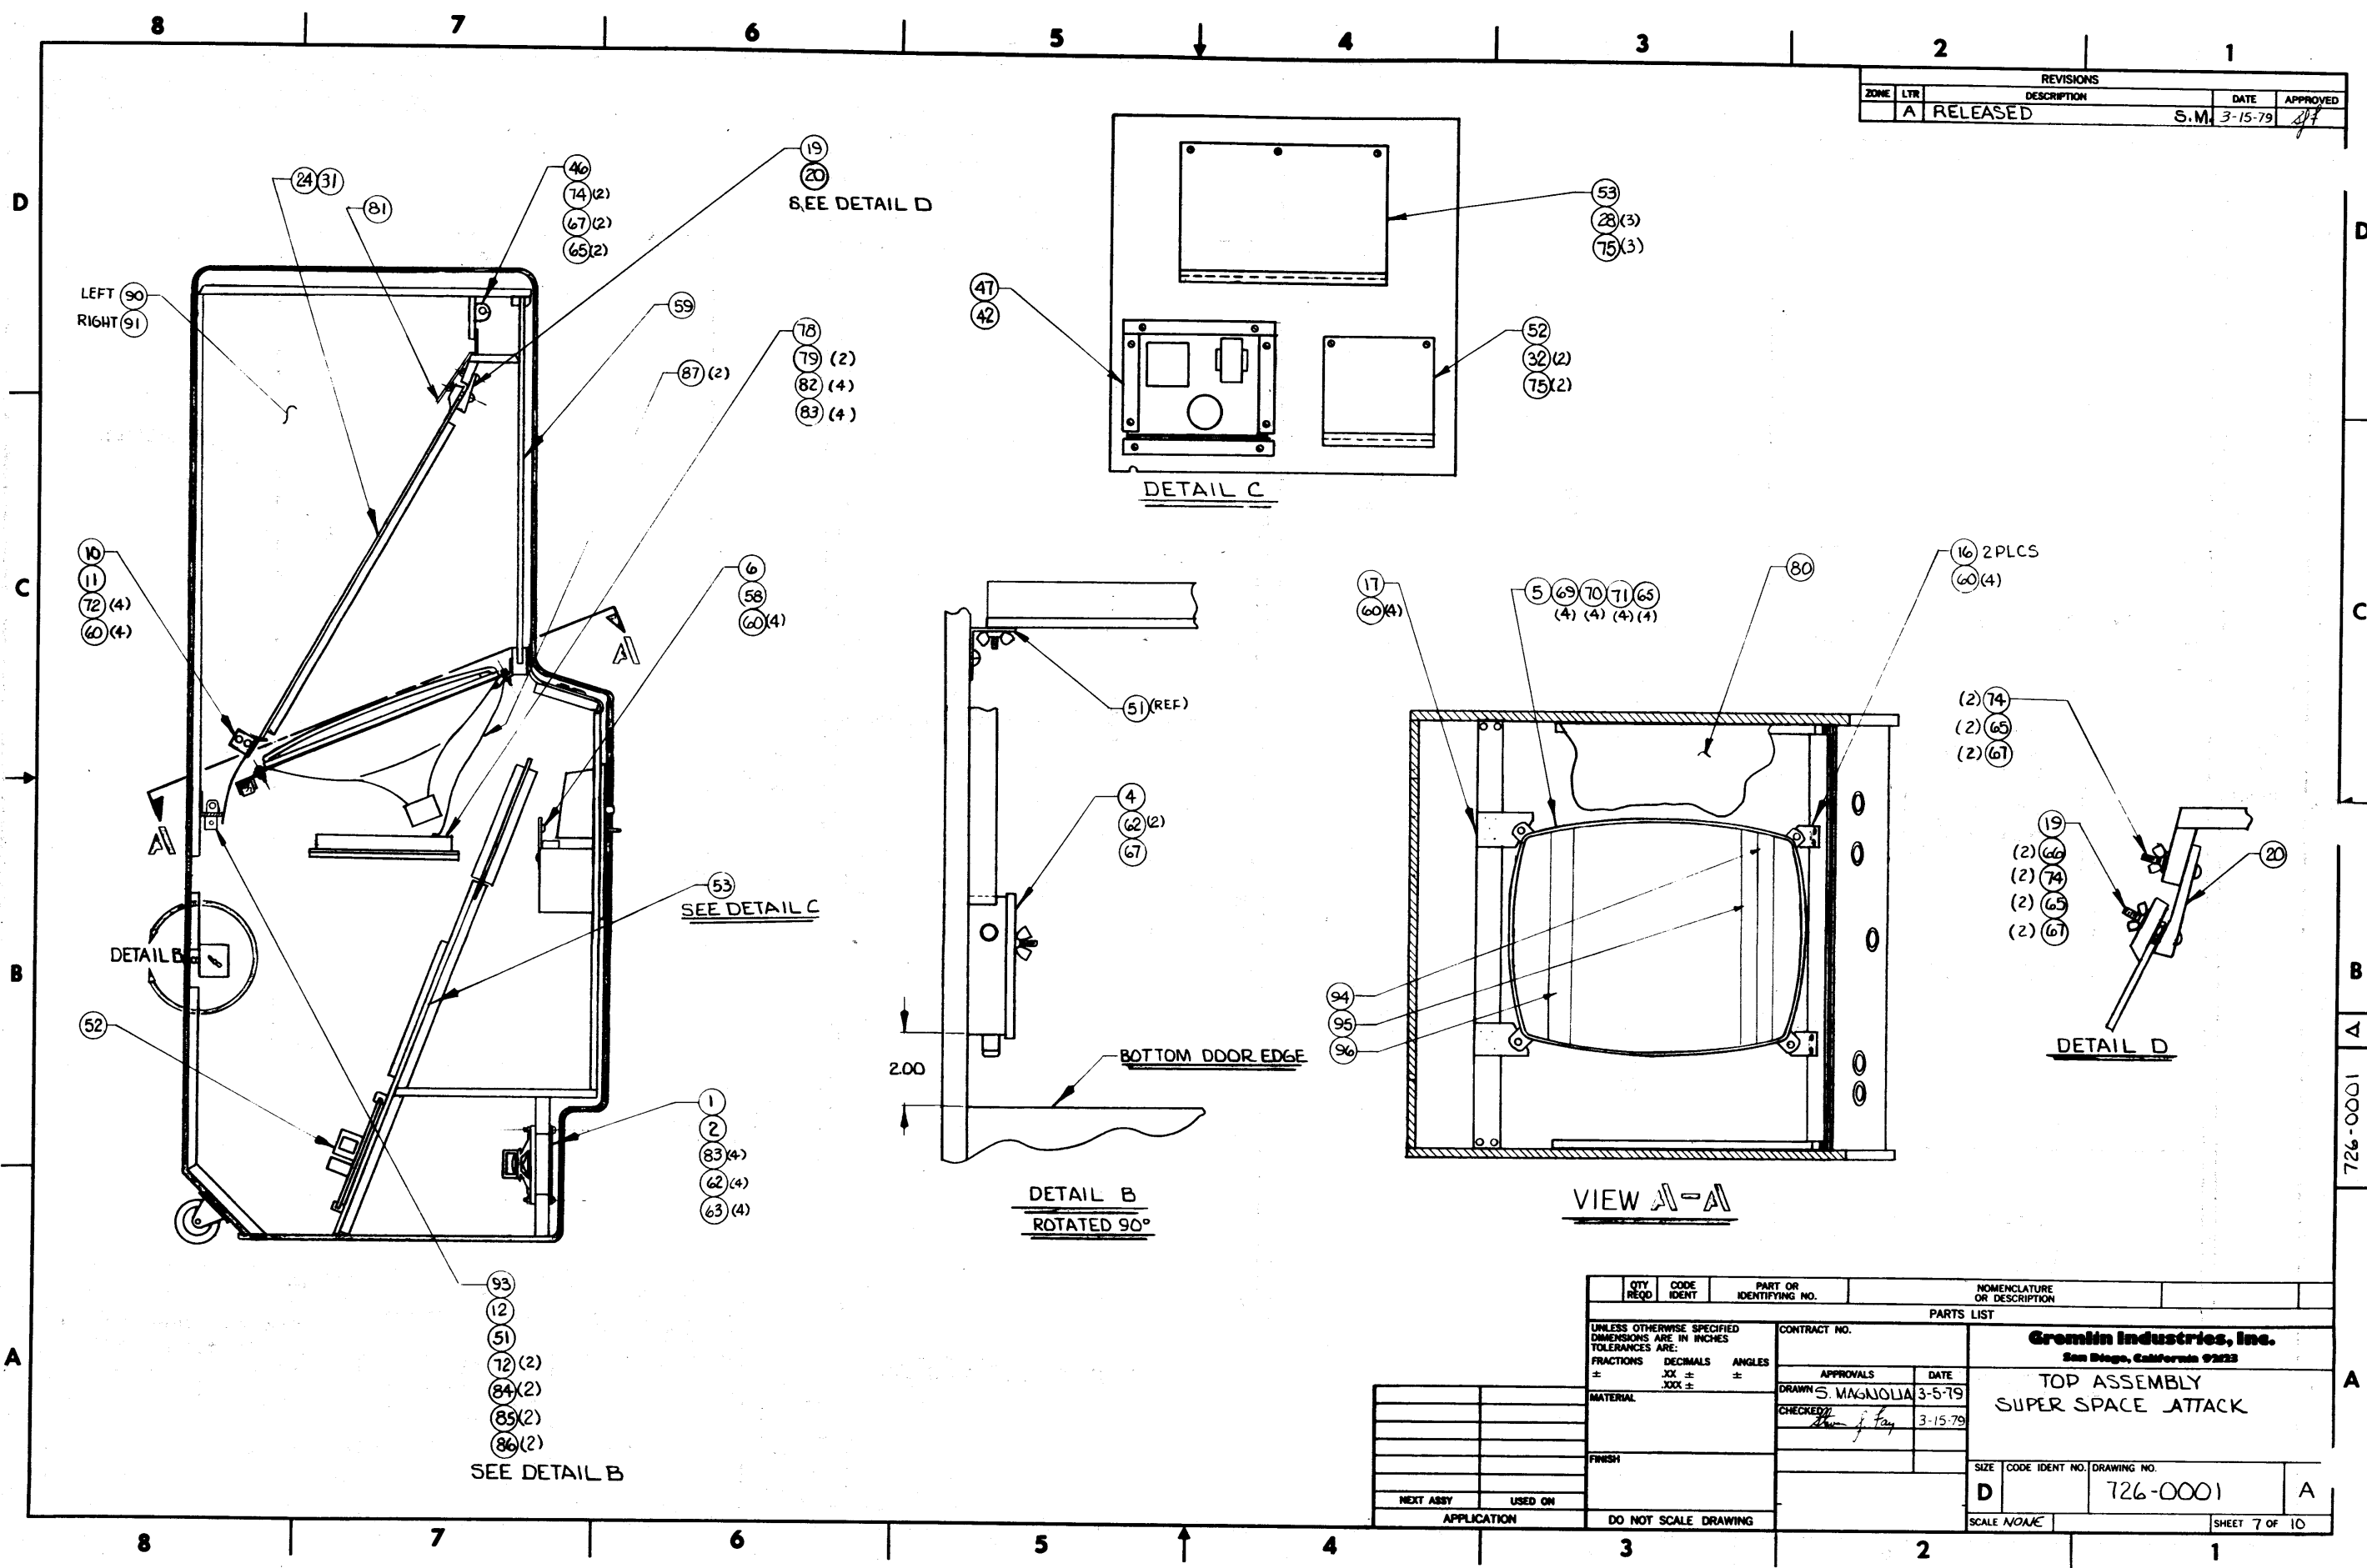 8 7 6 5 4 3 2 1
REVISIONS
ZONE LTR DESCRIPTION DATE APPROVED
A RELEASED S.M. 3-15-79
D
C
B
A
D
C
B
A
726-0001
A
24 31
81
46
74 (2)
67 (2)
65 (2)
19
20
SEE DETAIL D
LEFT 90
RIGHT 91
59
87 (2)
78
79 (2)
82 (4)
83 (4)
10
11
72 (4)
60 (4)
6
58
60 (4)
A
A
53
SEE DETAIL C
DETAIL B
52
1
2
83 (4)
62 (4)
63 (4)
93
12
51
72 (2)
84 (2)
85 (2)
86 (2)
SEE DETAIL B
53
28 (3)
75 (3)
47
42
52
32 (2)
75 (2)
DETAIL C
51 (REF)
4
62 (2)
67
2.00
BOTTOM DOOR EDGE
DETAIL B
ROTATED 90°
17
60 (4)
5 69 70 71 65
(4) (4) (4) (4)
80
16 2 PLCS
60 (4)
94
95
96
VIEW A-A
(2) 74
(2) 65
(2) 67
19
(2) 66
(2) 74
(2) 65
(2) 67
20
DETAIL D
QTY REQD CODE IDENT PART OR IDENTIFYING NO. NOMENCLATURE OR DESCRIPTION
PARTS LIST
UNLESS OTHERWISE SPECIFIED
DIMENSIONS ARE IN INCHES
TOLERANCES ARE:
FRACTIONS DECIMALS ANGLES
± .XX ± ±
.XXX ±
MATERIAL
FINISH
DO NOT SCALE DRAWING
CONTRACT NO.
APPROVALS DATE
DRAWN S. MAGNOLIA 3-5-79
CHECKED 3-15-79
Gremlin Industries, Inc.
San Diego, California 92123
TOP ASSEMBLY
SUPER SPACE ATTACK
SIZE CODE IDENT NO. DRAWING NO.
D 726-0001 A
SCALE NONE SHEET 7 OF 10
NEXT ASSY USED ON
APPLICATION
8 7 6 5 4 3 2 1